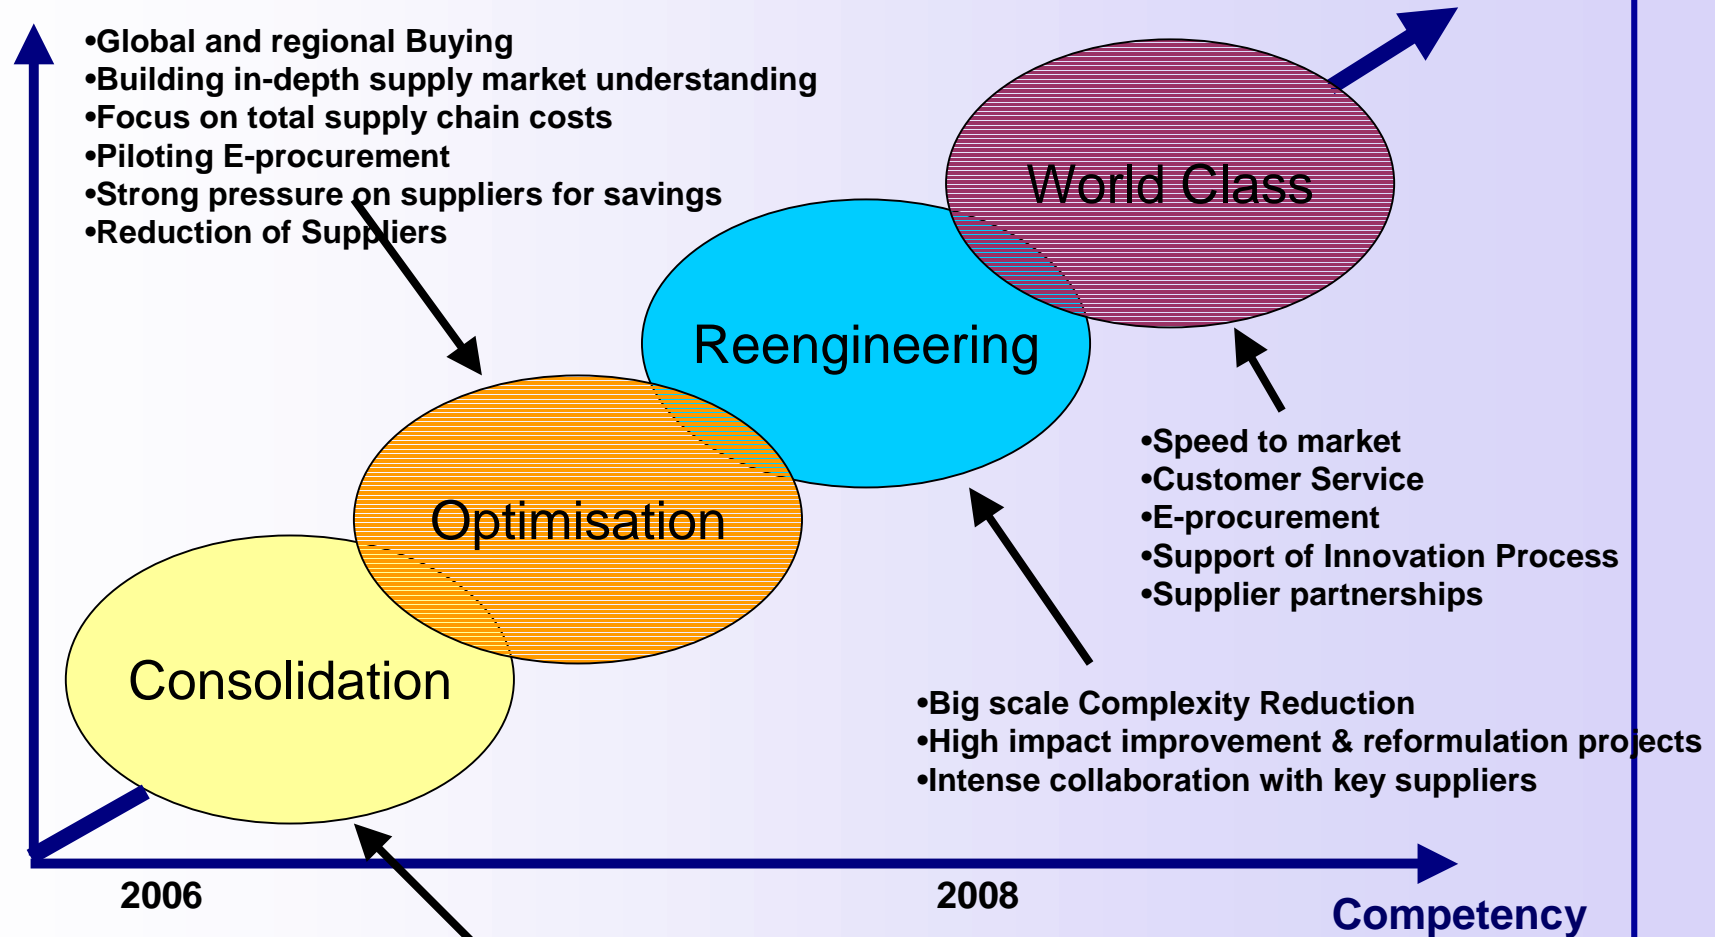 •Global and regional Buying
•Building in-depth supply market understanding
•Focus on total supply chain costs
•Piloting E-procurement
•Strong pressure on suppliers for savings
•Reduction of Suppliers
World Class
Reengineering
Optimisation
Consolidation
•Speed to market
•Customer Service
•E-procurement
•Support of Innovation Process
•Supplier partnerships
•Big scale Complexity Reduction
•High impact improvement & reformulation projects
•Intense collaboration with key suppliers
2006
2008
Competency